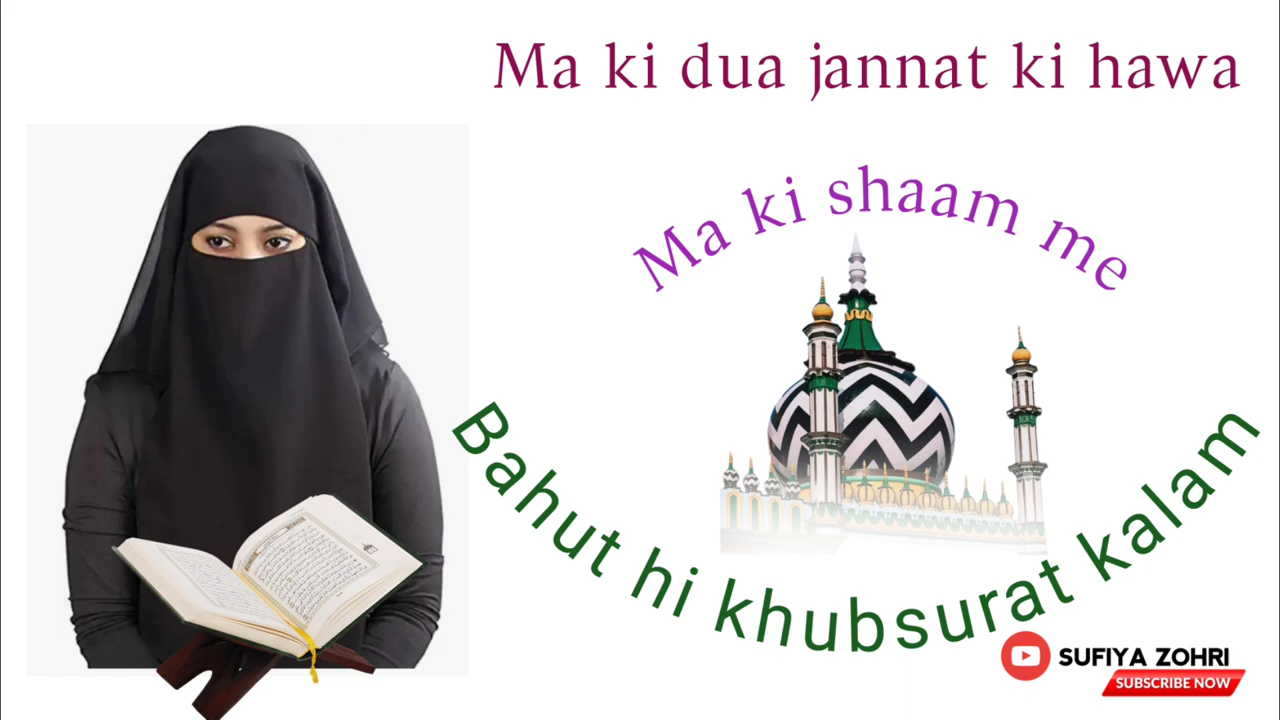 Ma ki dua jannat ki hawa
Ma ki shaam me
Bahut hi khubsurat kalam
SUFIYA ZOHRI
SUBSCRIBE NOW